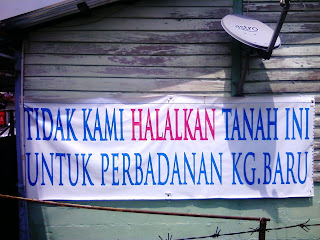 TIDAK KAMI HALALKAN TANAH INI
UNTUK PERBADANAN KG.BARU